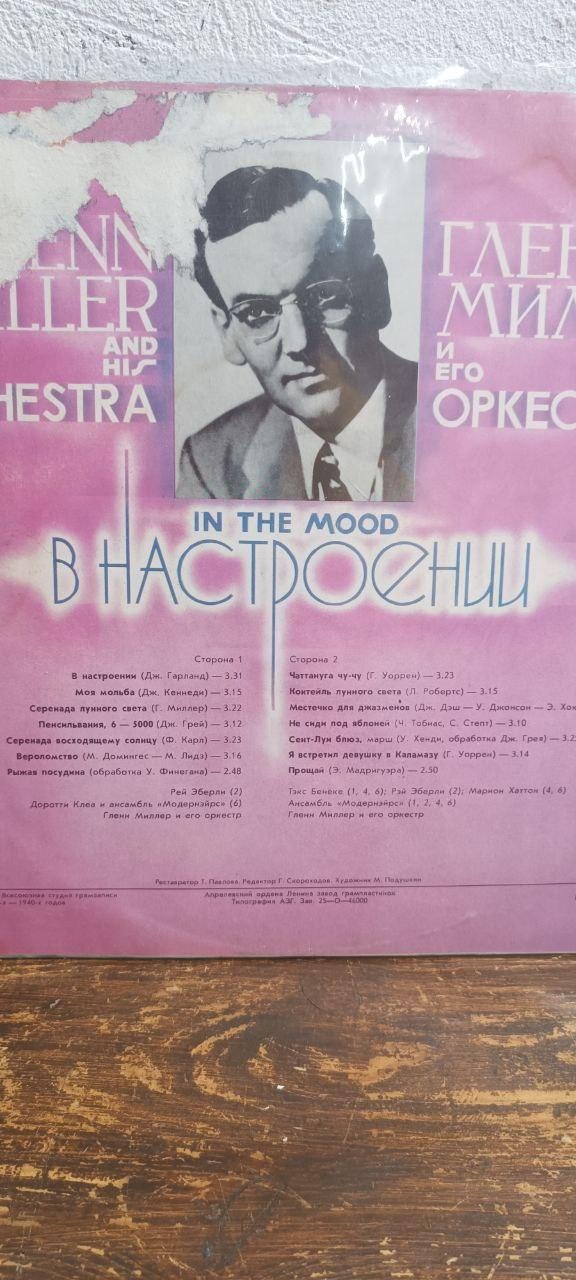 ENN
LLER
AND
HIS
HESTRA
ГЛЕН
МИЛ
И
ЕГО
ОРКЕС
IN THE MOOD
В НАСТРОЕНИИ
Сторона 1
В настроении (Дж. Гарланд) — 3.31
Моя мольба (Дж. Кеннеди) — 3.15
Серенада лунного света (Г. Миллер) — 3.22
Пенсильвания, 6 — 5000 (Дж. Грей) — 3.12
Серенада восходящему солнцу (Ф. Карл) — 3.23
Вероломство (М. Домингес — М. Лидз) — 3.16
Рыжая посудина (обработка У. Финегана) — 2.48
Рей Эберли (2)
Доротти Клеа и ансамбль «Модернэйрс» (6)
Гленн Миллер и его оркестр
Сторона 2
Чаттануга чу-чу (Г. Уоррен) — 3.23
Коктейль лунного света (Л. Робертс) — 3.15
Местечко для джазменов (Дж. Дэш — У. Джонсон — Э. Хок
Не сиди под яблоней (Ч. Тобиас, С. Степт) — 3.10
Сент-Луи блюз, марш (У. Хенди, обработка Дж. Грея) — 3.2
Я встретил девушку в Каламазу (Г. Уоррен) — 3.14
Прощай (Э. Мадригуэра) — 2.50
Тэкс Бенеке (1, 4, 6); Рэй Эберли (2); Марион Хаттон (4, 6)
Ансамбль «Модернэйрс» (1, 2, 4, 6)
Гленн Миллер и его оркестр
Реставратор Т. Павлова. Редактор Г. Скороходов. Художник М. Подушкин
Всесоюзная студия грамзаписи
— 1940-х годов
Апрелевский ордена Ленина завод грампластинок
Типография АЗГ. Зак. 25—О—46000